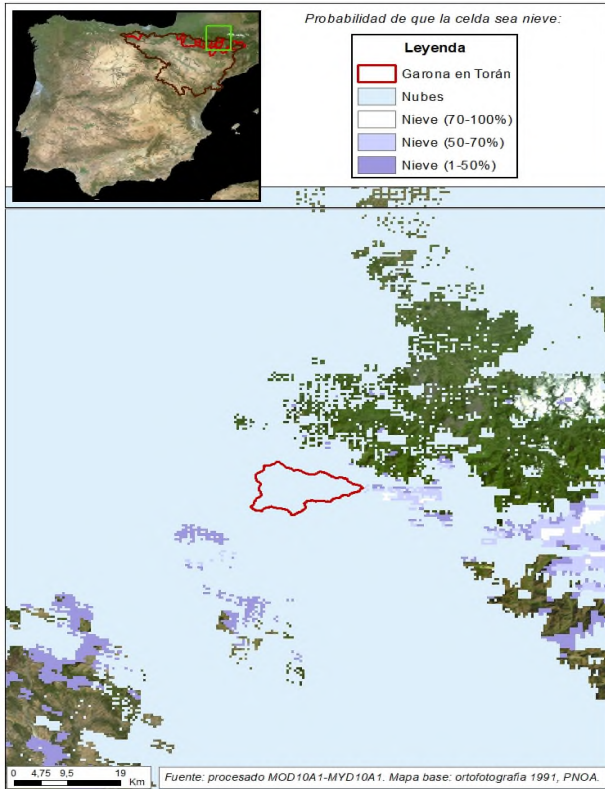 Probabilidad de que la celda sea nieve:
Leyenda
Garona en Torán
Nubes
Nieve (70-100%)
Nieve (50-70%)
Nieve (1-50%)
0 4,75 9,5 19
Km
Fuente: procesado MOD10A1-MYD10A1. Mapa base: ortofotografía 1991, PNOA.